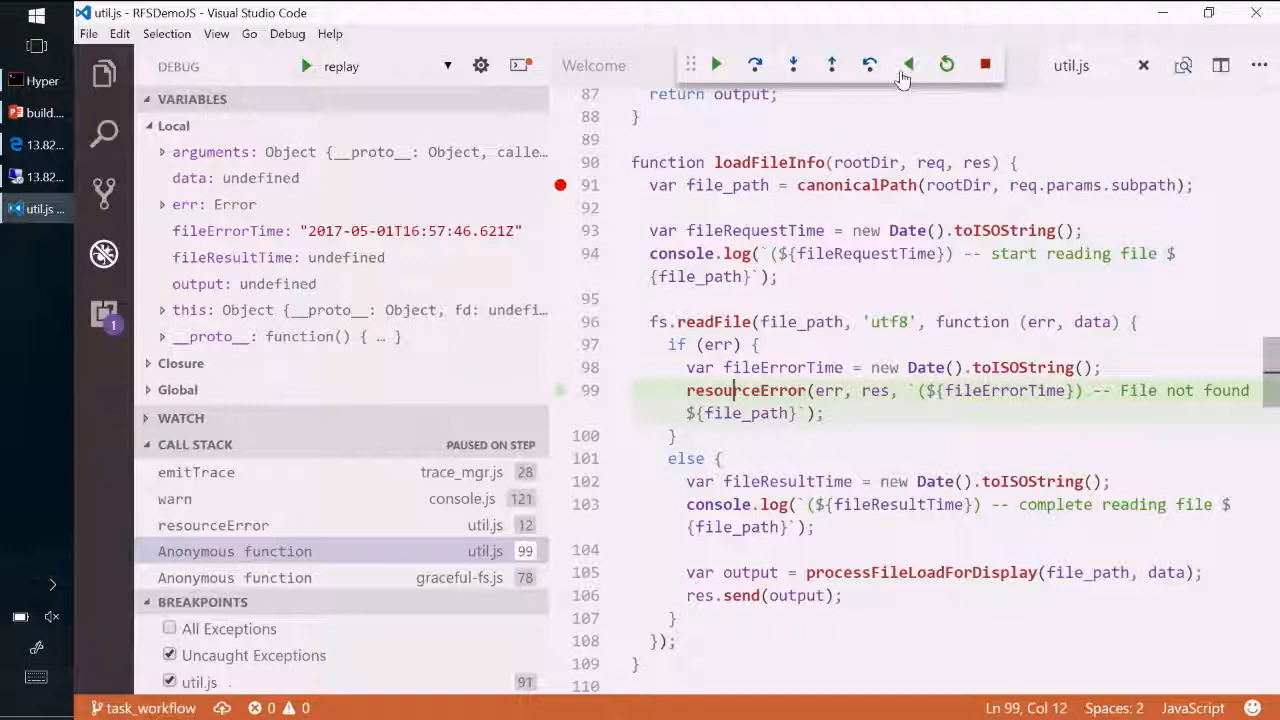 util.js - RFSDemoJS - Visual Studio Code
File Edit Selection View Go Debug Help
Hyper
build....
13.82...
13.82...
util.js ...
DEBUG
replay
VARIABLES
Local
arguments: Object {__proto__: Object, calle…
data: undefined
err: Error
fileErrorTime: "2017-05-01T16:57:46.621Z"
fileResultTime: undefined
output: undefined
this: Object {__proto__: Object, fd: undefi…
__proto__: function() { … }
Closure
Global
WATCH
CALL STACK PAUSED ON STEP
emitTrace trace_mgr.js 28
warn console.js 121
resourceError util.js 12
Anonymous function util.js 99
Anonymous function graceful-fs.js 78
BREAKPOINTS
All Exceptions
Uncaught Exceptions
util.js . 91
1
Welcome
util.js
87 return output;
88 }
89
90 function loadFileInfo(rootDir, req, res) {
91 var file_path = canonicalPath(rootDir, req.params.subpath);
92
93 var fileRequestTime = new Date().toISOString();
94 console.log(`(${fileRequestTime}) -- start reading file $
{file_path}`);
95
96 fs.readFile(file_path, 'utf8', function (err, data) {
97 if (err) {
98 var fileErrorTime = new Date().toISOString();
99 resourceError(err, res, `(${fileErrorTime}) -- File not found
${file_path}`);
100 }
101 else {
102 var fileResultTime = new Date().toISOString();
103 console.log(`(${fileResultTime}) -- complete reading file $
{file_path}`);
104
105 var output = processFileLoadForDisplay(file_path, data);
106 res.send(output);
107 }
108 });
109 }
110
task_workflow 0 0 Ln 99, Col 12 Spaces: 2 JavaScript